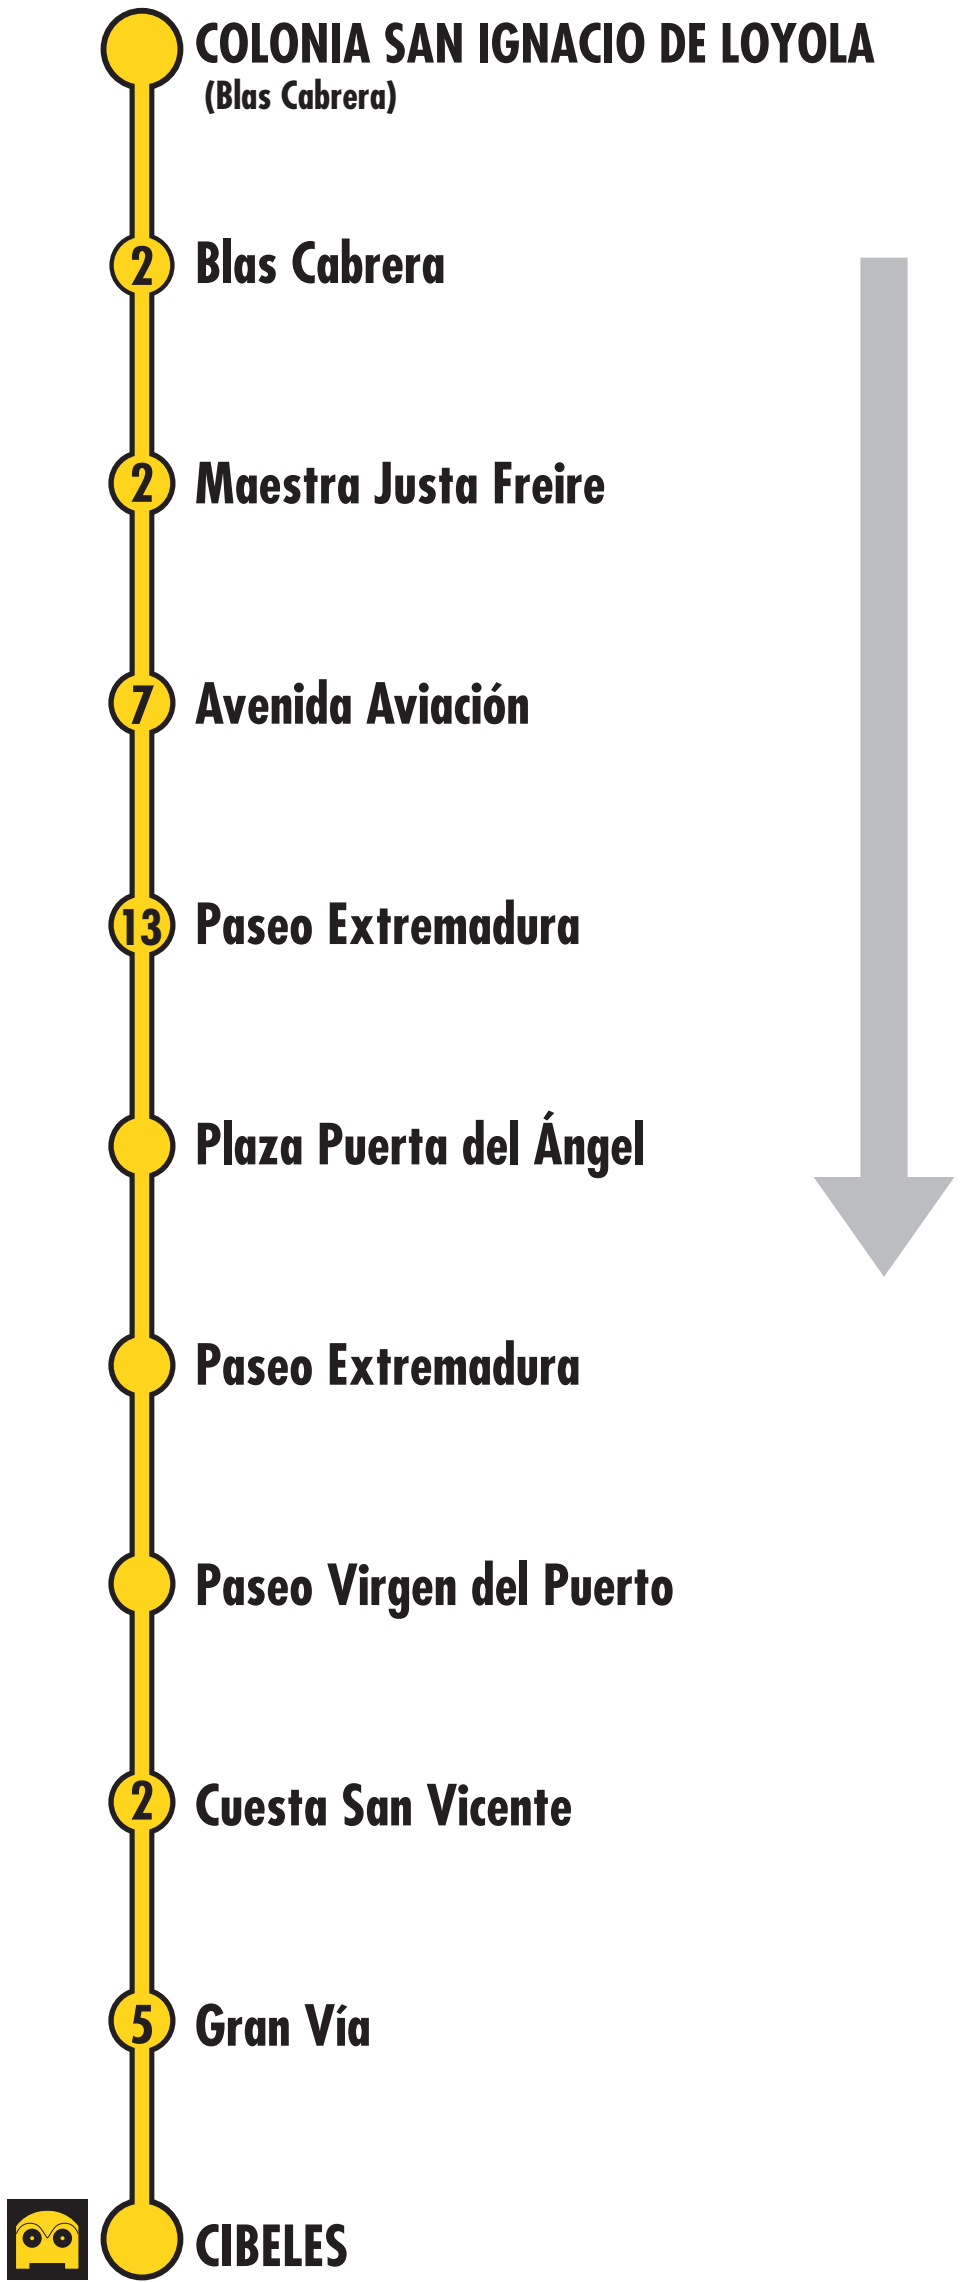 COLONIA SAN IGNACIO DE LOYOLA
(Blas Cabrera)
2 Blas Cabrera
2 Maestra Justa Freire
7 Avenida Aviación
13 Paseo Extremadura
Plaza Puerta del Ángel
Paseo Extremadura
Paseo Virgen del Puerto
2 Cuesta San Vicente
5 Gran Vía
CIBELES